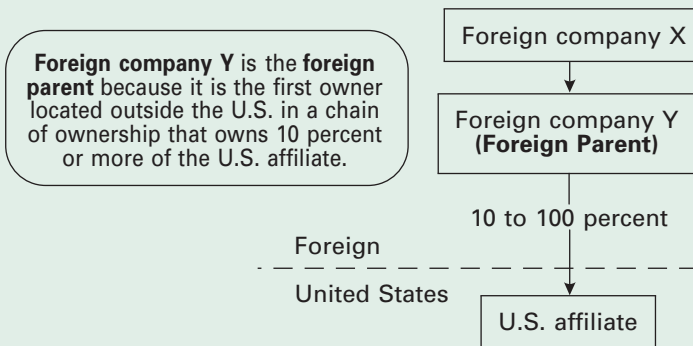 Foreign company Y is the foreign
parent because it is the first owner
located outside the U.S. in a chain
of ownership that owns 10 percent
or more of the U.S. affiliate.
Foreign company X
Foreign company Y
(Foreign Parent)
10 to 100 percent
Foreign
United States
U.S. affiliate